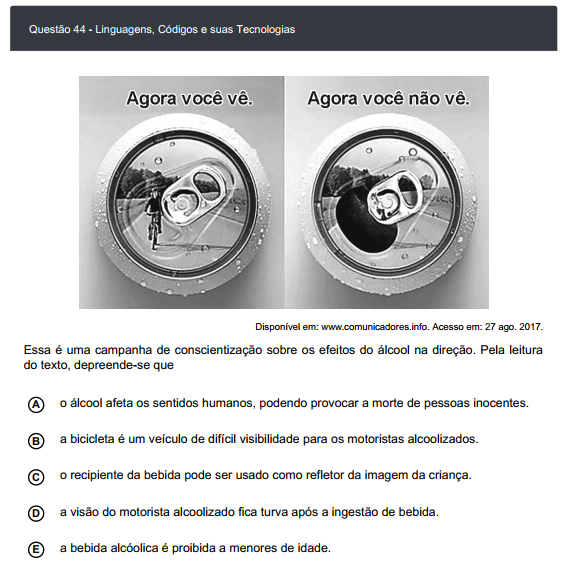 Questão 44 - Linguagens, Códigos e suas Tecnologias
Agora você vê. Agora você não vê.
Disponível em: www.comunicadores.info. Acesso em: 27 ago. 2017.
Essa é uma campanha de conscientização sobre os efeitos do álcool na direção. Pela leitura
do texto, depreende-se que
A o álcool afeta os sentidos humanos, podendo provocar a morte de pessoas inocentes.
B a bicicleta é um veículo de difícil visibilidade para os motoristas alcoolizados.
C o recipiente da bebida pode ser usado como refletor da imagem da criança.
D a visão do motorista alcoolizado fica turva após a ingestão de bebida.
E a bebida alcóolica é proibida a menores de idade.